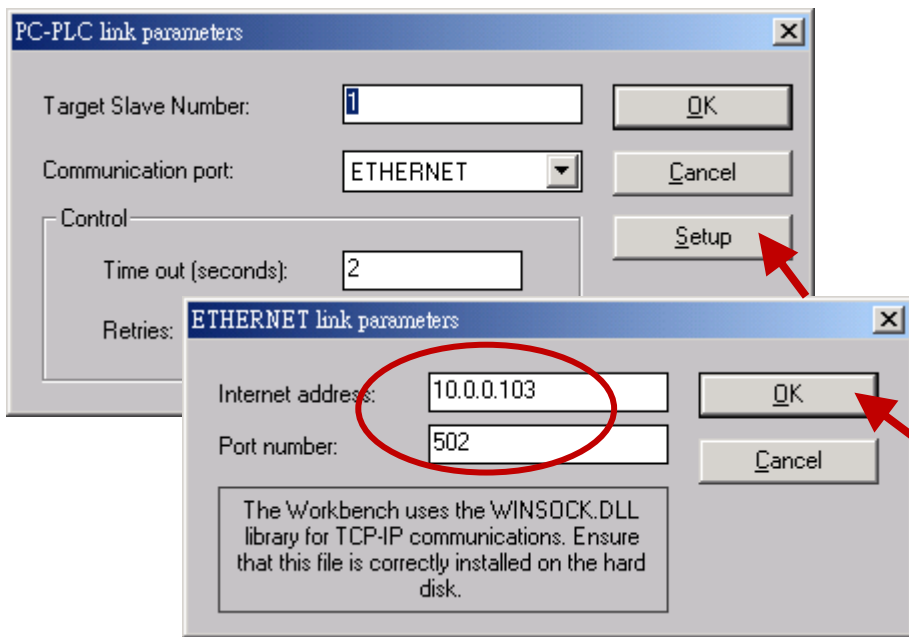 PC-PLC link parameters
Target Slave Number:
1
OK
Communication port:
ETHERNET
Cancel
Control
Setup
Time out (seconds):
2
Retries:
ETHERNET link parameters
Internet address:
10.0.0.103
OK
Port number:
502
Cancel
The Workbench uses the WINSOCK.DLL
library for TCP-IP communications. Ensure
that this file is correctly installed on the hard
disk.